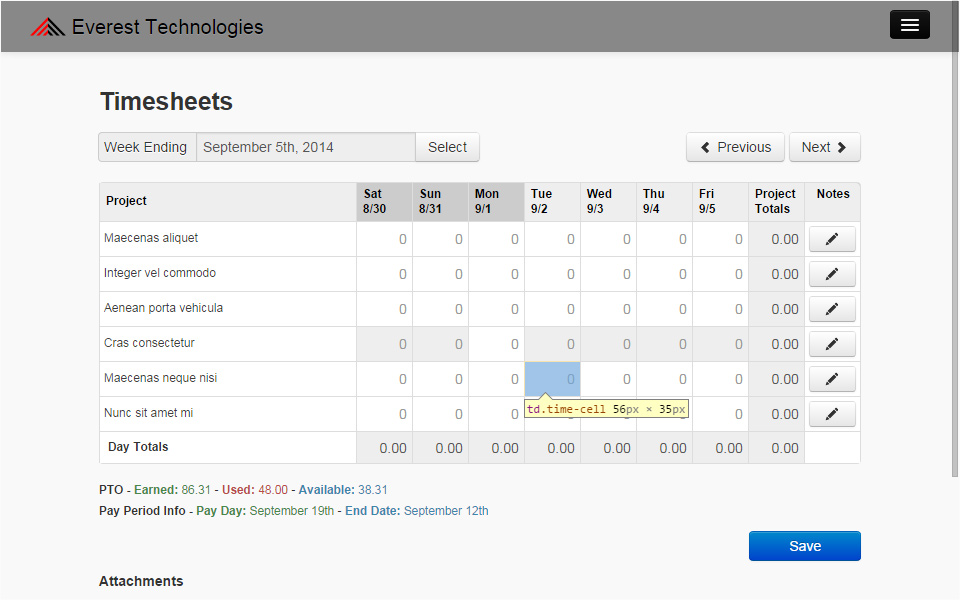 Everest Technologies
Timesheets
Week Ending September 5th, 2014 Select Previous Next
Project Sat 8/30 Sun 8/31 Mon 9/1 Tue 9/2 Wed 9/3 Thu 9/4 Fri 9/5 Project Totals Notes
Maecenas aliquet 0 0 0 0 0 0 0 0.00
Integer vel commodo 0 0 0 0 0 0 0 0.00
Aenean porta vehicula 0 0 0 0 0 0 0 0.00
Cras consectetur 0 0 0 0 0 0 0 0.00
Maecenas neque nisi 0 0 0 0 0 0 0 0.00
Nunc sit amet mi 0 0 0 td.time-cell 56px × 35px 0 0.00
Day Totals 0.00 0.00 0.00 0.00 0.00 0.00 0.00 0.00
PTO - Earned: 86.31 - Used: 48.00 - Available: 38.31
Pay Period Info - Pay Day: September 19th - End Date: September 12th
Save
Attachments